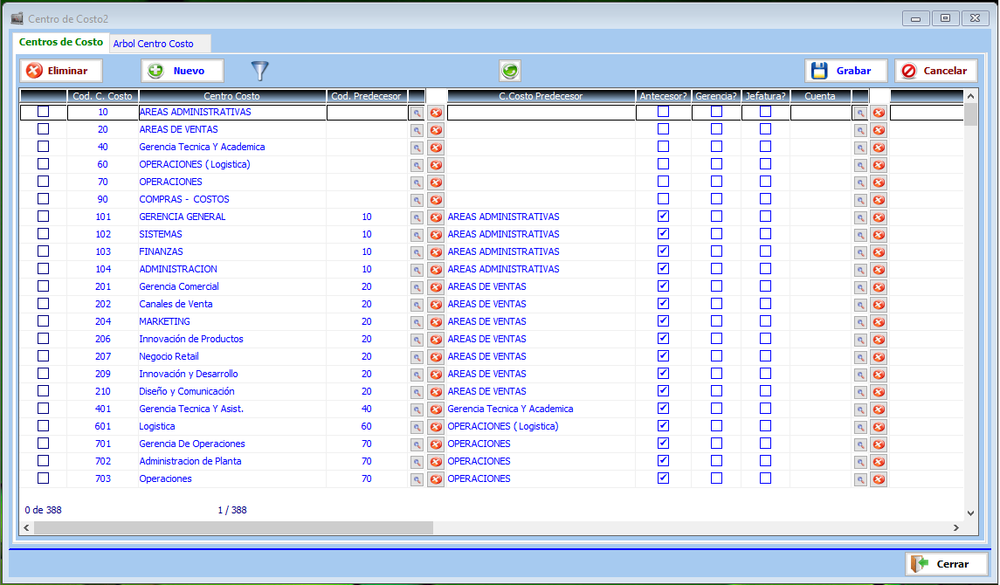 Centro de Costo2
Centros de Costo Arbol Centro Costo
Eliminar Nuevo Grabar Cancelar
Cod. C. Costo Centro Costo Cod. Predecesor C.Costo Predecesor Antecesor? Gerencia? Jefatura? Cuenta
10 AREAS ADMINISTRATIVAS
20 AREAS DE VENTAS
40 Gerencia Tecnica Y Academica
60 OPERACIONES ( Logistica)
70 OPERACIONES
90 COMPRAS - COSTOS
101 GERENCIA GENERAL 10 AREAS ADMINISTRATIVAS
102 SISTEMAS 10 AREAS ADMINISTRATIVAS
103 FINANZAS 10 AREAS ADMINISTRATIVAS
104 ADMINISTRACION 10 AREAS ADMINISTRATIVAS
201 Gerencia Comercial 20 AREAS DE VENTAS
202 Canales de Venta 20 AREAS DE VENTAS
204 MARKETING 20 AREAS DE VENTAS
206 Innovación de Productos 20 AREAS DE VENTAS
207 Negocio Retail 20 AREAS DE VENTAS
209 Innovación y Desarrollo 20 AREAS DE VENTAS
210 Diseño y Comunicación 20 AREAS DE VENTAS
401 Gerencia Tecnica Y Asist. 40 Gerencia Tecnica Y Academica
601 Logistica 60 OPERACIONES ( Logistica)
701 Gerencia De Operaciones 70 OPERACIONES
702 Administracion de Planta 70 OPERACIONES
703 Operaciones 70 OPERACIONES
0 de 388 1 / 388
Cerrar